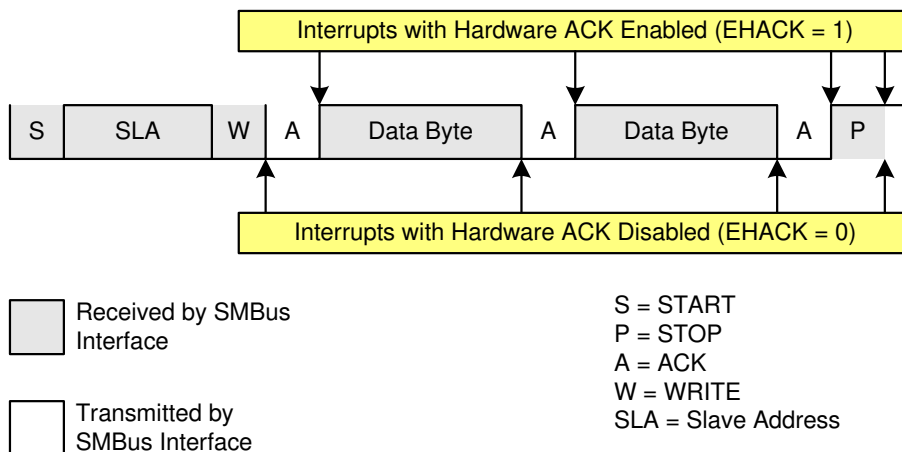 Interrupts with Hardware ACK Enabled (EHACK = 1)
S SLA W A Data Byte A Data Byte A P
Interrupts with Hardware ACK Disabled (EHACK = 0)
Received by SMBus
Interface
Transmitted by
SMBus Interface
S = START
P = STOP
A = ACK
W = WRITE
SLA = Slave Address